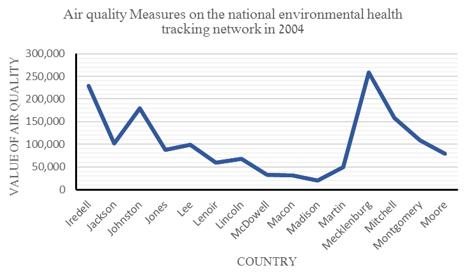 Air quality Measures on the national environmental health
tracking network in 2004
VALUE OF AIR QUALITY
300,000
250,000
200,000
150,000
100,000
50,000
0
Iredell
Jackson
Johnston
Jones
Lee
Lenoir
Lincoln
McDowell
Macon
Madison
Martin
Mecklenburg
Mitchell
Montgomery
Moore
COUNTRY